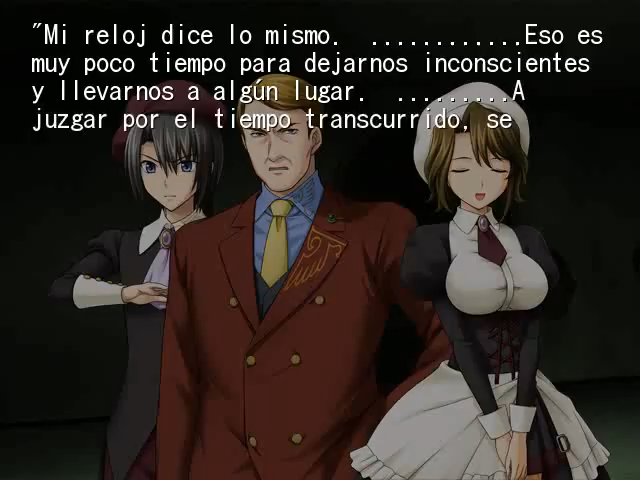 "Mi reloj dice lo mismo.  ............Eso es
muy poco tiempo para dejarnos inconscientes
y llevarnos a algún lugar.  .........A
juzgar por el tiempo transcurrido, se